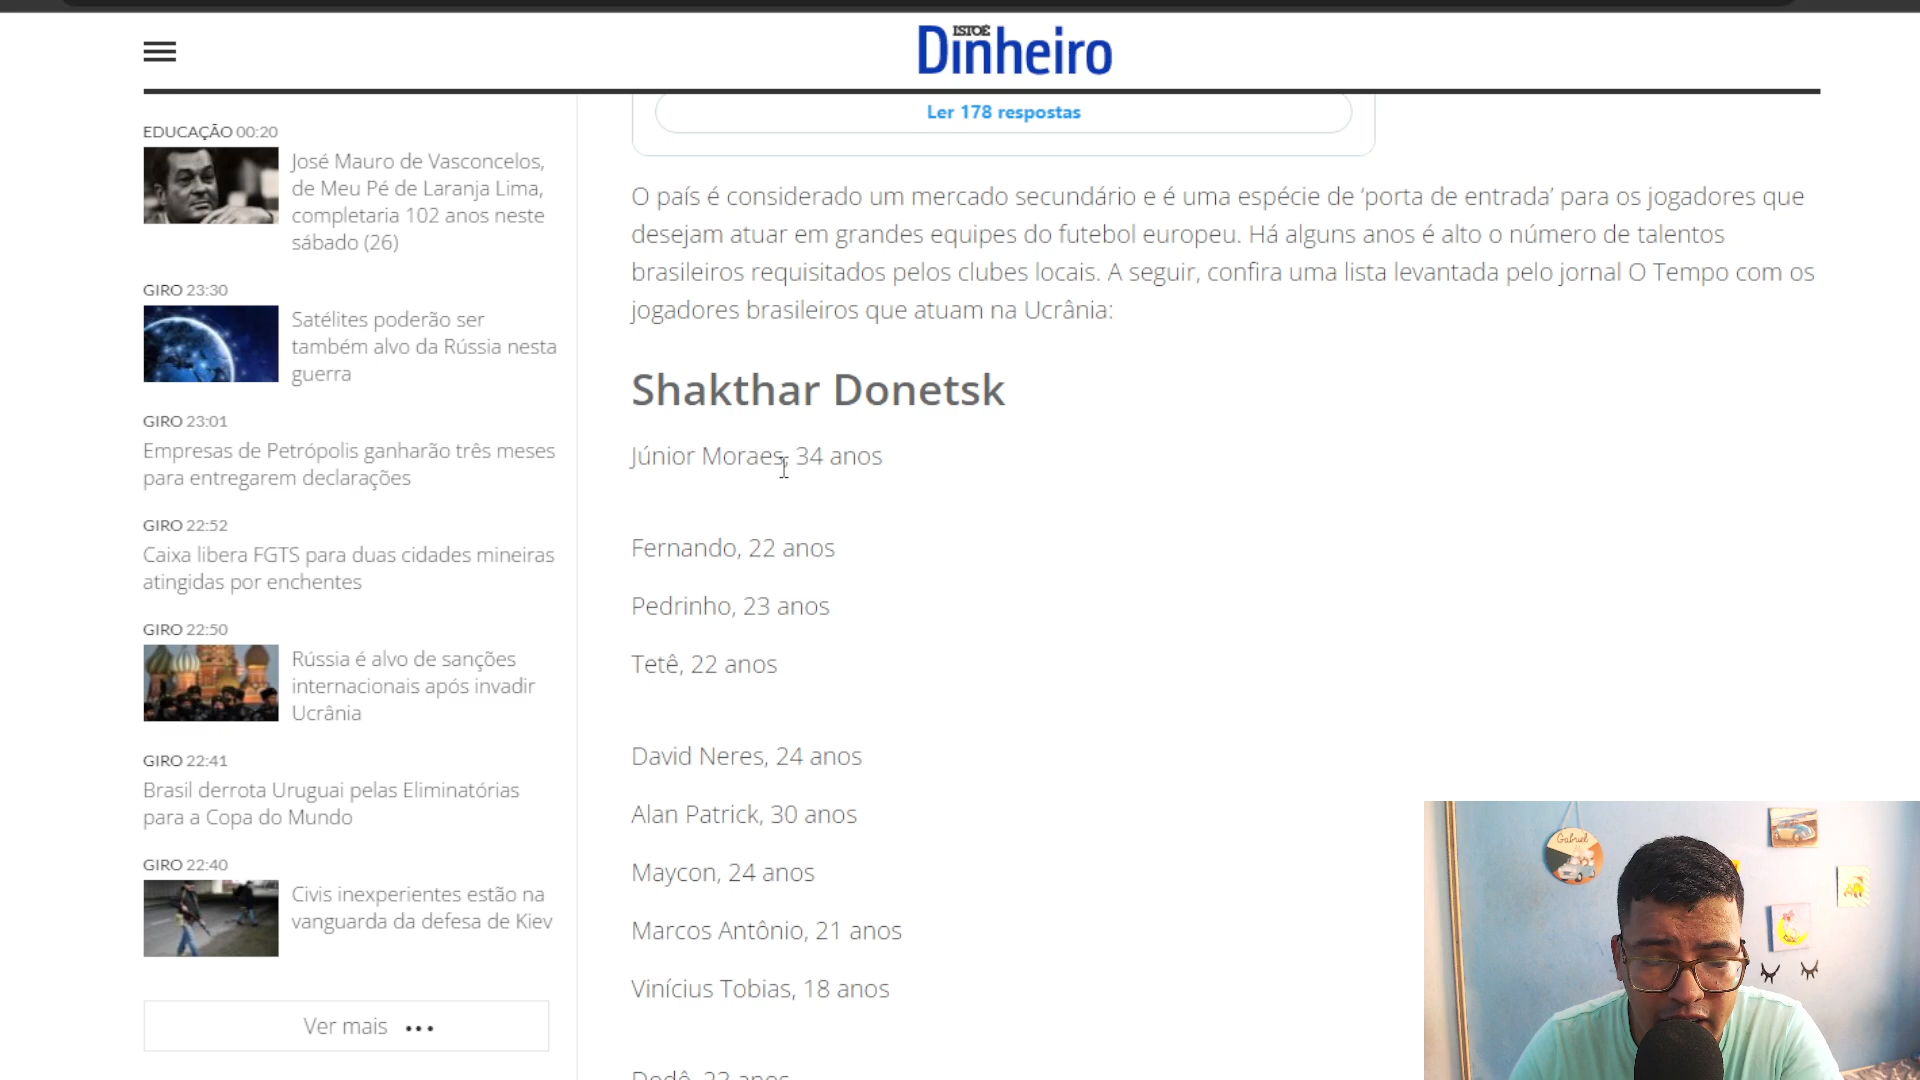 ISTOÉ
Dinheiro
EDUCAÇÃO 00:20
José Mauro de Vasconcelos,
de Meu Pé de Laranja Lima,
completaria 102 anos neste
sábado (26)
GIRO 23:30
Satélites poderão ser
também alvo da Rússia nesta
guerra
GIRO 23:01
Empresas de Petrópolis ganharão três meses
para entregarem declarações
GIRO 22:52
Caixa libera FGTS para duas cidades mineiras
atingidas por enchentes
GIRO 22:50
Rússia é alvo de sanções
internacionais após invadir
Ucrânia
GIRO 22:41
Brasil derrota Uruguai pelas Eliminatórias
para a Copa do Mundo
GIRO 22:40
Civis inexperientes estão na
vanguarda da defesa de Kiev
Ver mais
Ler 178 respostas
O país é considerado um mercado secundário e é uma espécie de ‘porta de entrada’ para os jogadores que
desejam atuar em grandes equipes do futebol europeu. Há alguns anos é alto o número de talentos
brasileiros requisitados pelos clubes locais. A seguir, confira uma lista levantada pelo jornal O Tempo com os
jogadores brasileiros que atuam na Ucrânia:
Shakthar Donetsk
Júnior Moraes, 34 anos
Fernando, 22 anos
Pedrinho, 23 anos
Tetê, 22 anos
David Neres, 24 anos
Alan Patrick, 30 anos
Maycon, 24 anos
Marcos Antônio, 21 anos
Vinícius Tobias, 18 anos
Dodô, 23 anos
Gabriel